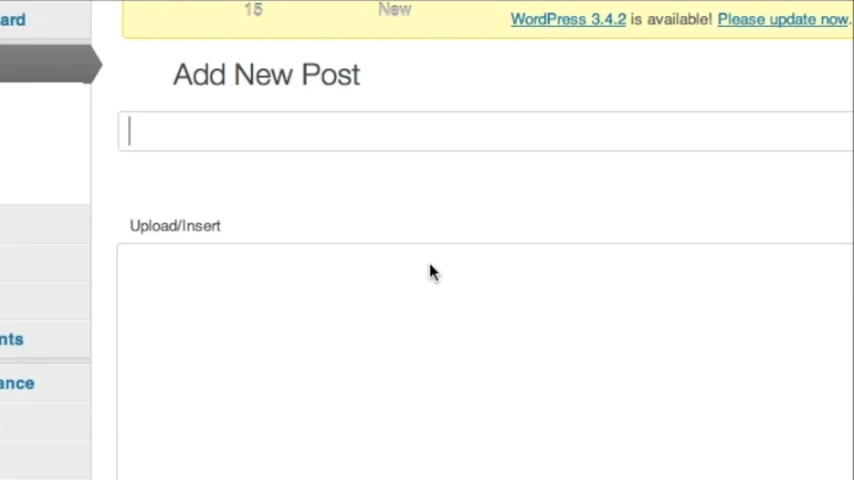 ard
15 New
WordPress 3.4.2 is available! Please update now.
Add New Post
Upload/Insert
nts
ance